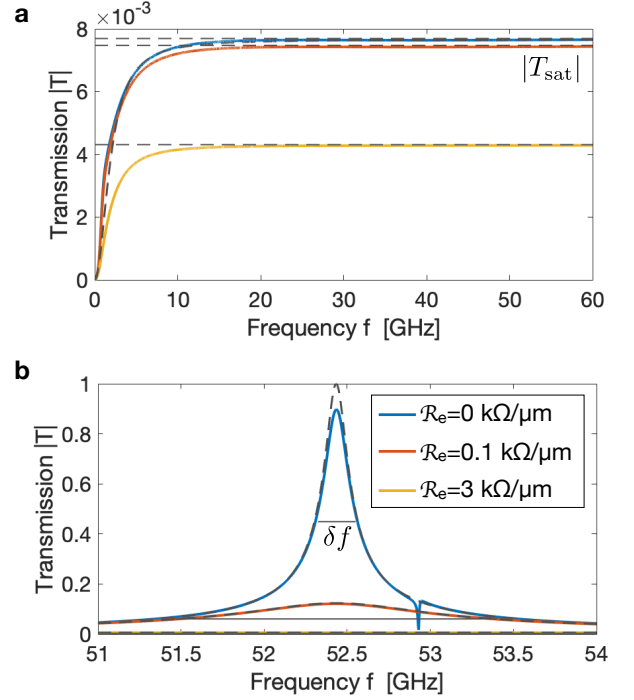 a
×10⁻³
8
6
4
2
0
Transmission |T|
|T_sat|
0 10 20 30 40 50 60
Frequency f [GHz]
b
1
0.8
0.6
0.4
0.2
0
Transmission |T|
ℛₑ=0 kΩ/µm
ℛₑ=0.1 kΩ/µm
ℛₑ=3 kΩ/µm
δf
51 51.5 52 52.5 53 53.5 54
Frequency f [GHz]